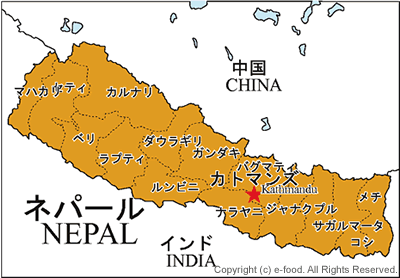 中国
CHINA
マハカリ
セティ
カルナリ
ベリ
ラプティ
ダウラギリ
ガンダキ
ルンビニ
バグマティ
カトマンズ
Kathmandu
ナラヤニ
ジャナクプル
サガルマータ
メチ
コシ
ネパール
NEPAL
インド
INDIA
Copyright (c) e-food. All Rights Reserved.